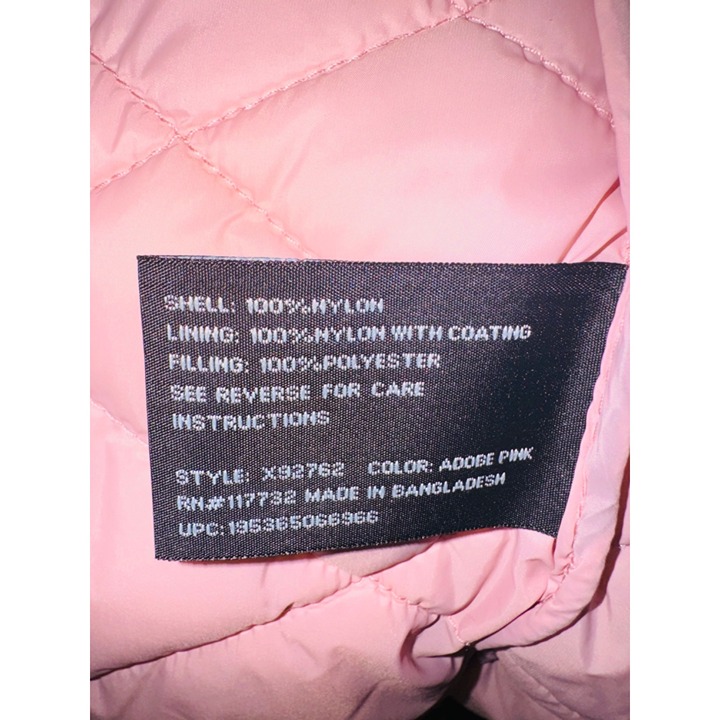 SHELL: 100%NYLON
LINING: 100%NYLON WITH COATING
FILLING: 100%POLYESTER
SEE REVERSE FOR CARE
INSTRUCTIONS
STYLE: X92762 COLOR: ADOBE PINK
RN#117732 MADE IN BANGLADESH
UPC: 195365066966